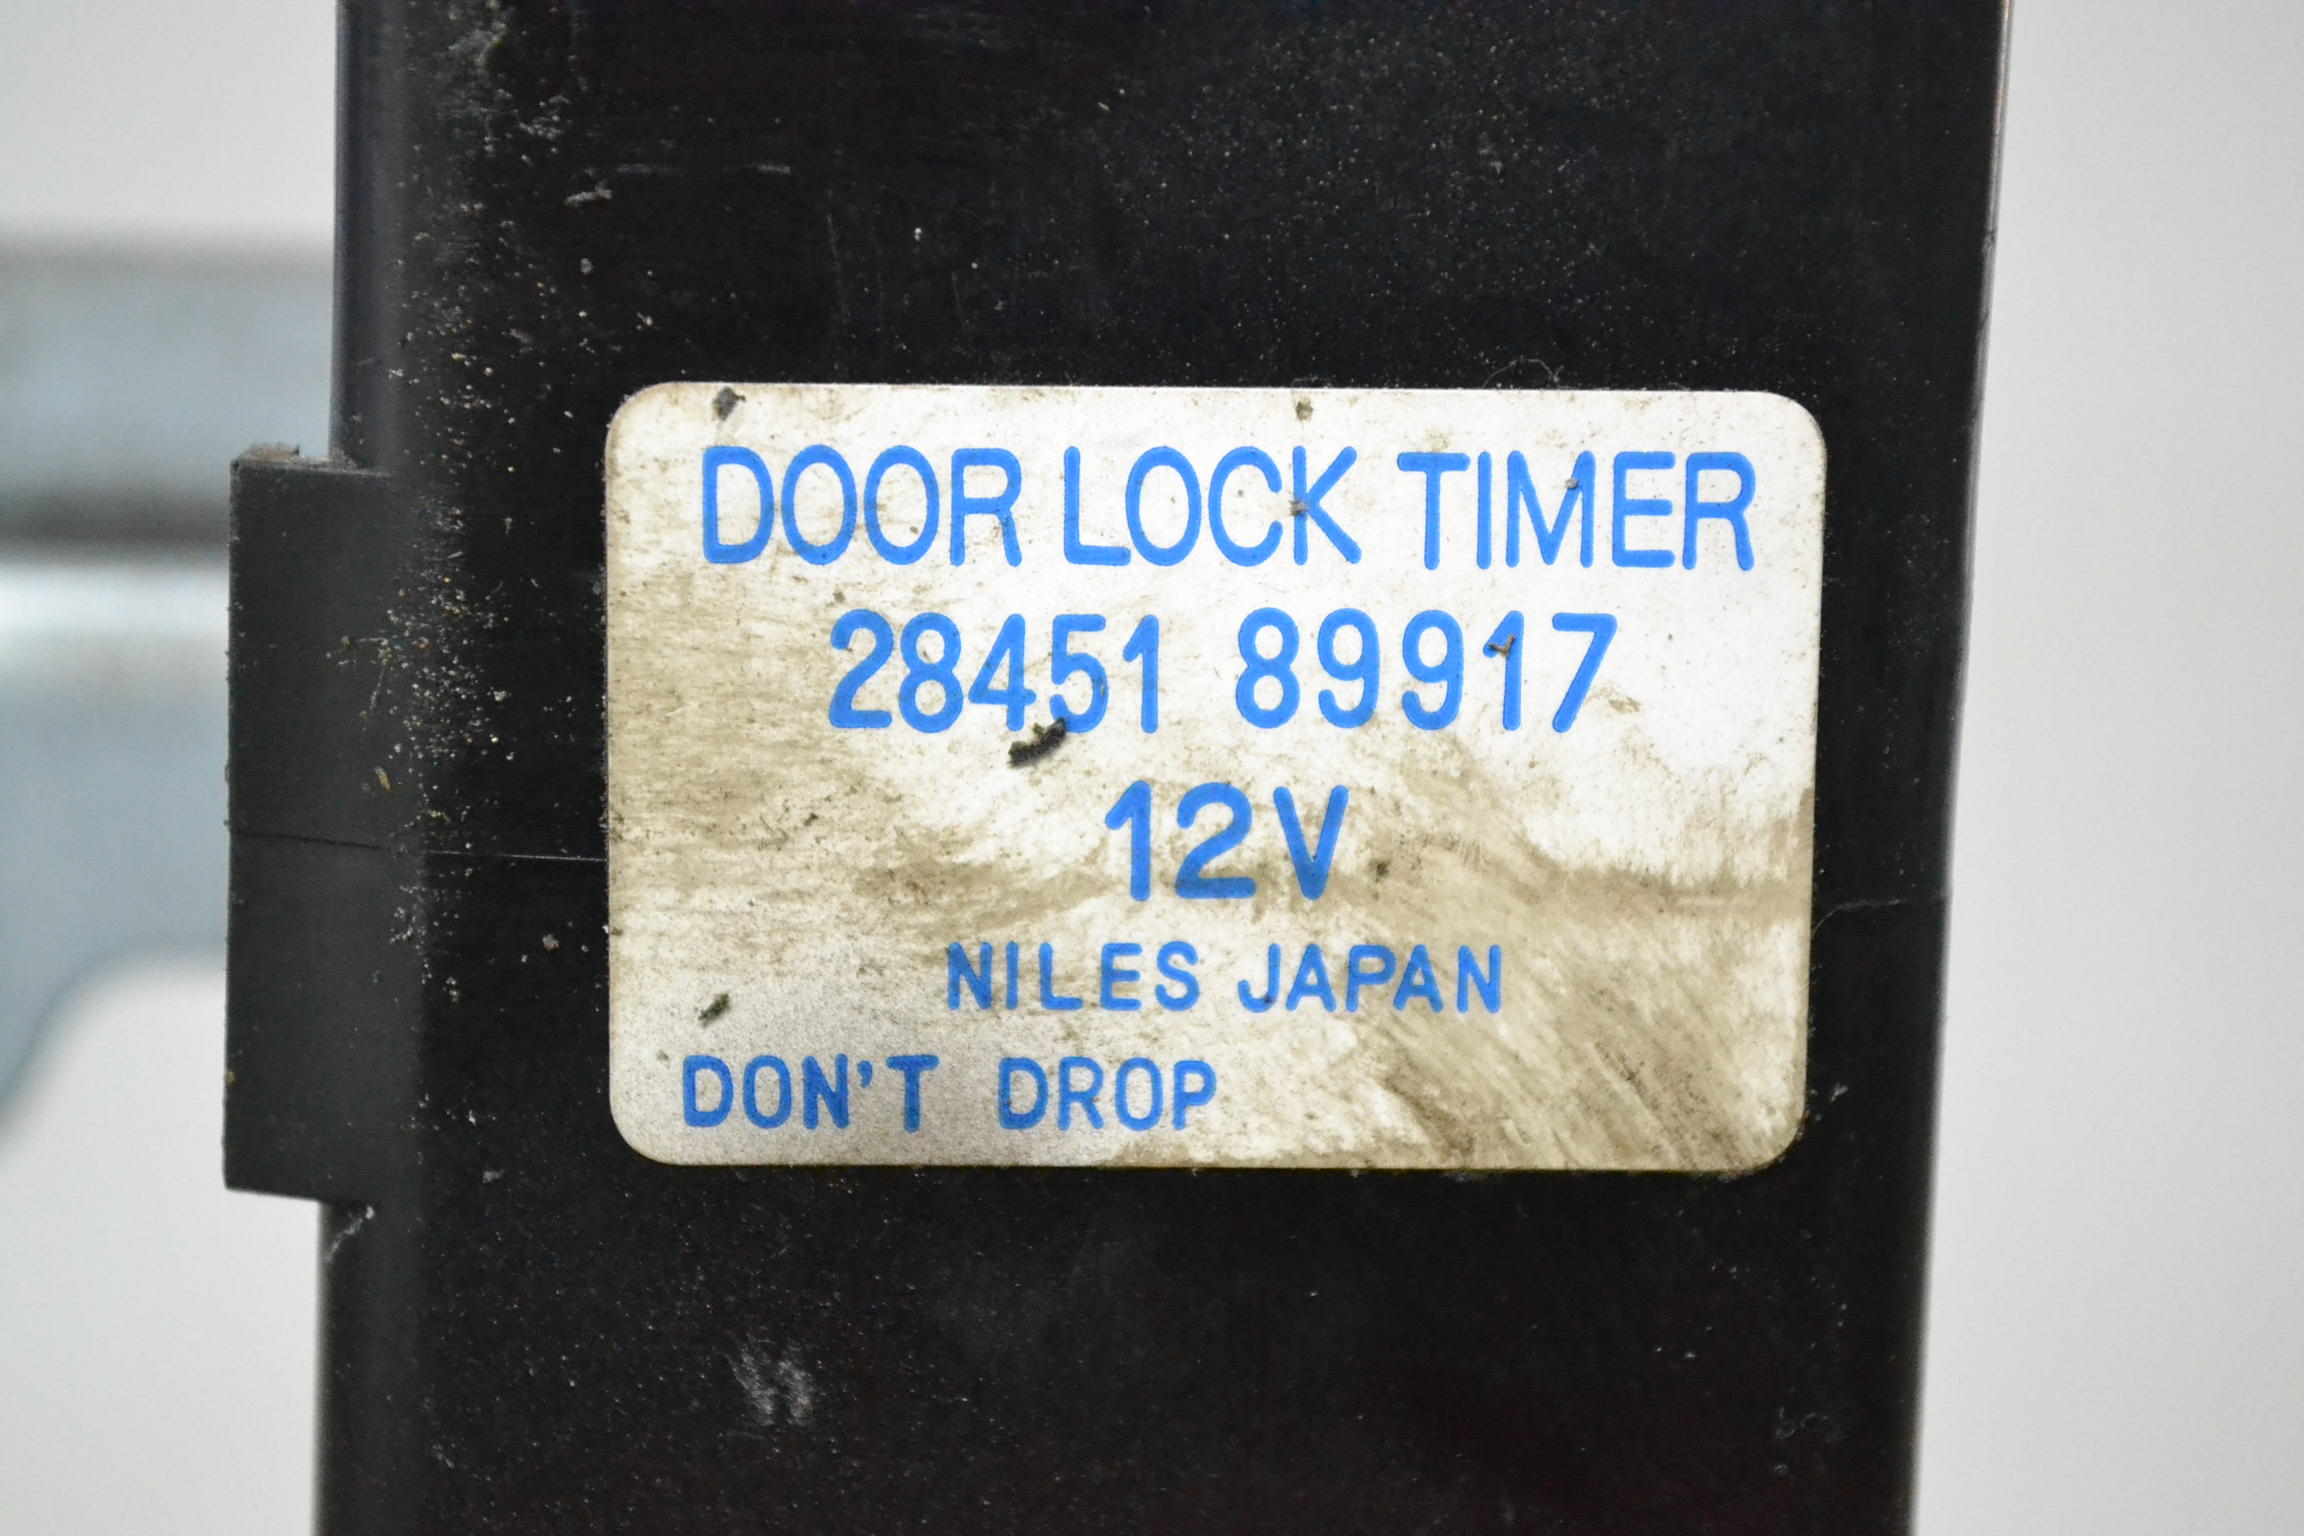 DOOR LOCK TIMER
28451 89917
12V
NILES JAPAN
DON'T DROP